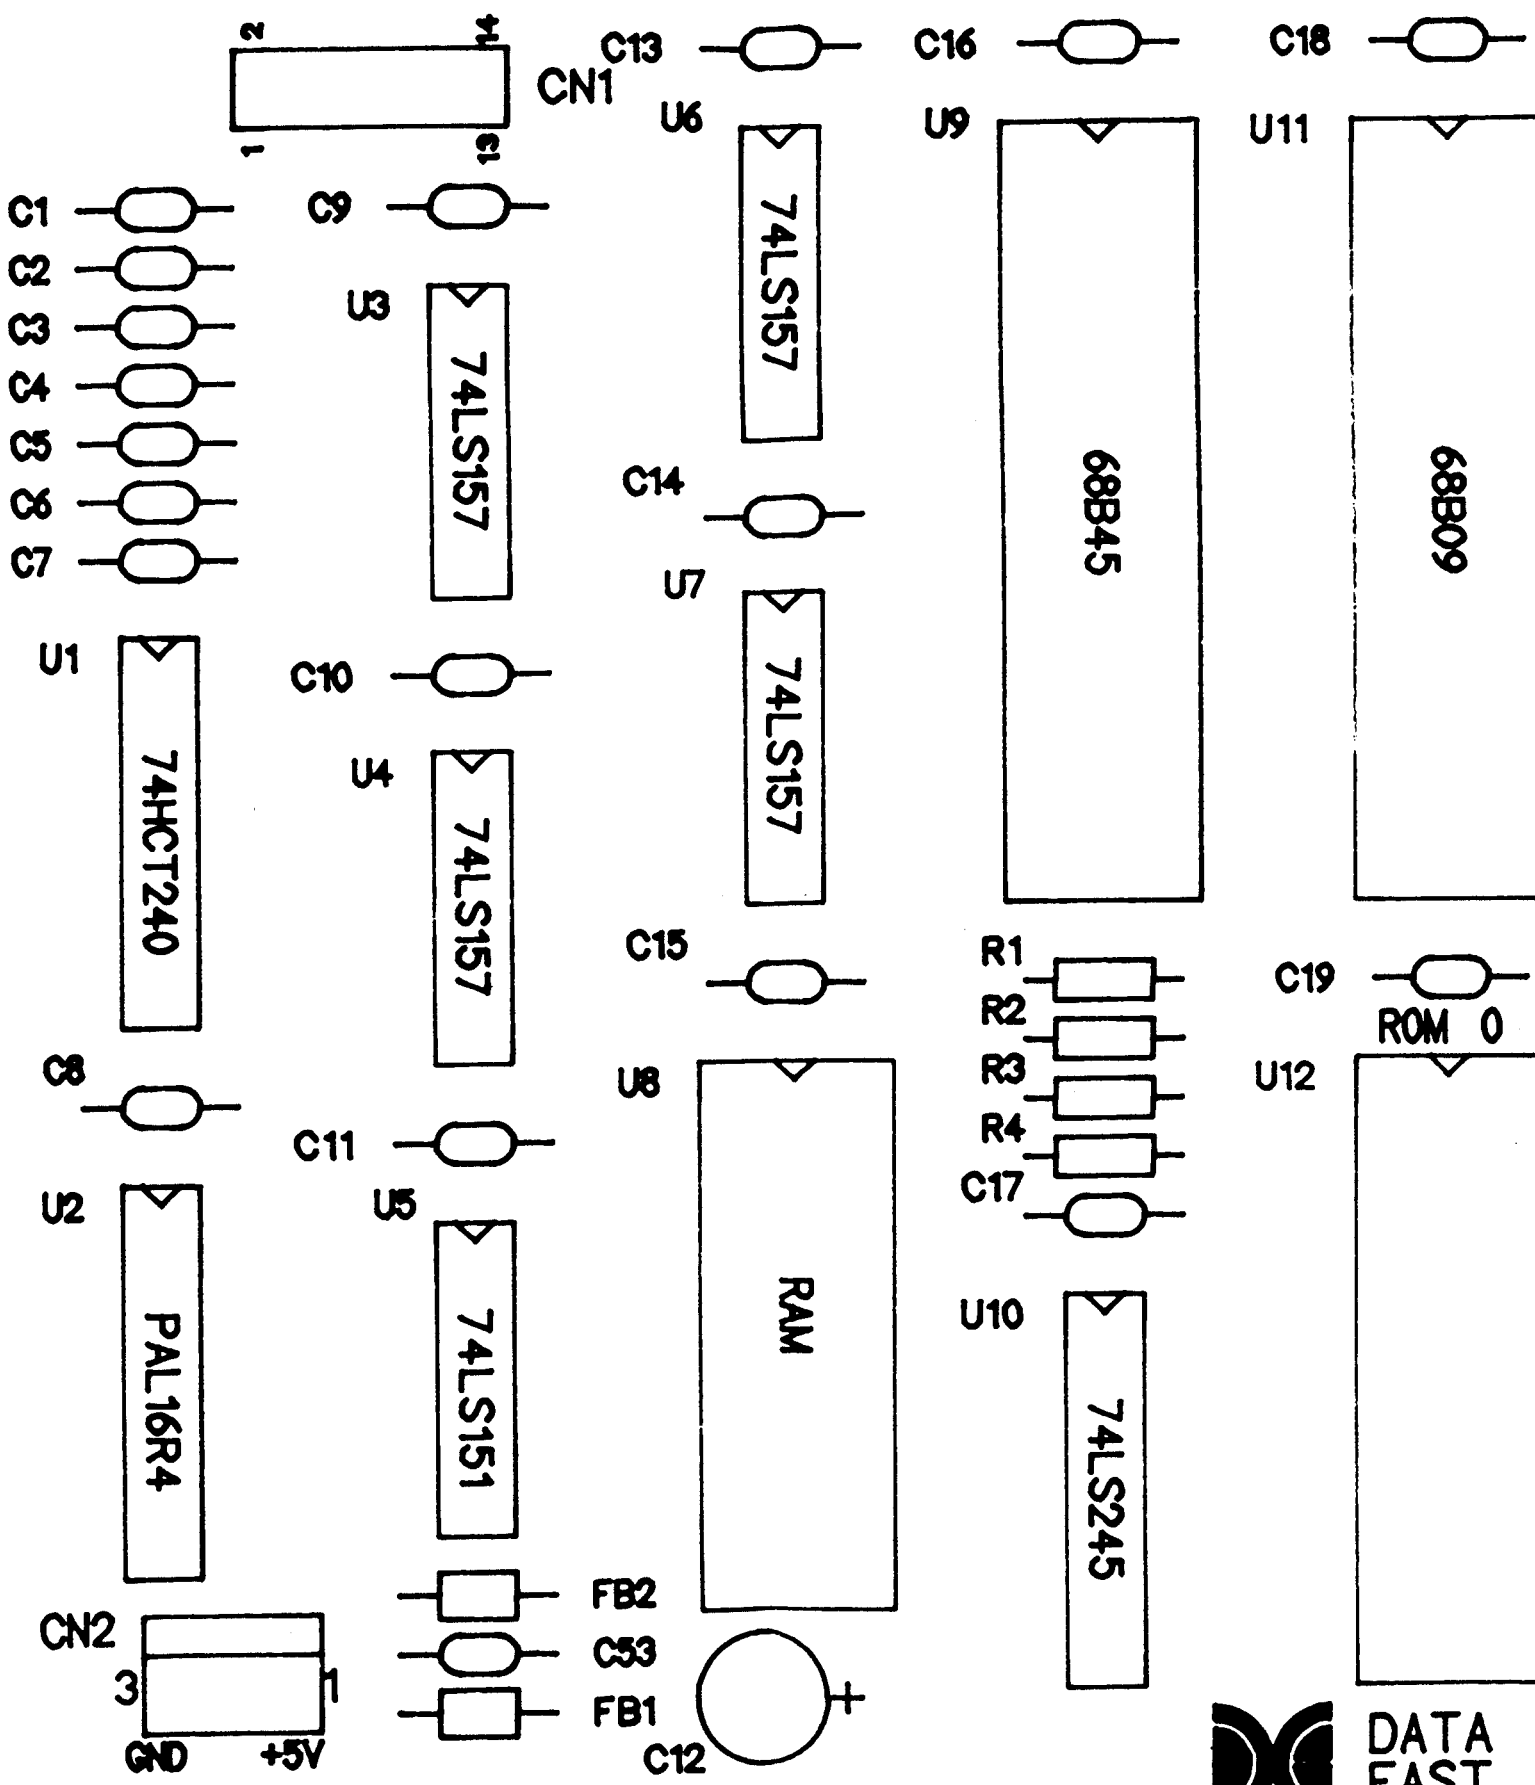 2
14
CN1
1
13
C13
C16
C18
U6
U9
U11
C1
C2
C3
C4
C5
C6
C7
C9
U3
74LS157
74LS157
68B45
68B09
C14
U7
74LS157
U1
74HCT240
C10
U4
74LS157
C15
R1
R2
R3
R4
C17
C19
ROM 0
U12
C8
C11
U8
RAM
U2
PAL16R4
U5
74LS151
U10
74LS245
CN2
3
1
GND
+5V
FB2
C53
FB1
+
C12
DATA
EAST